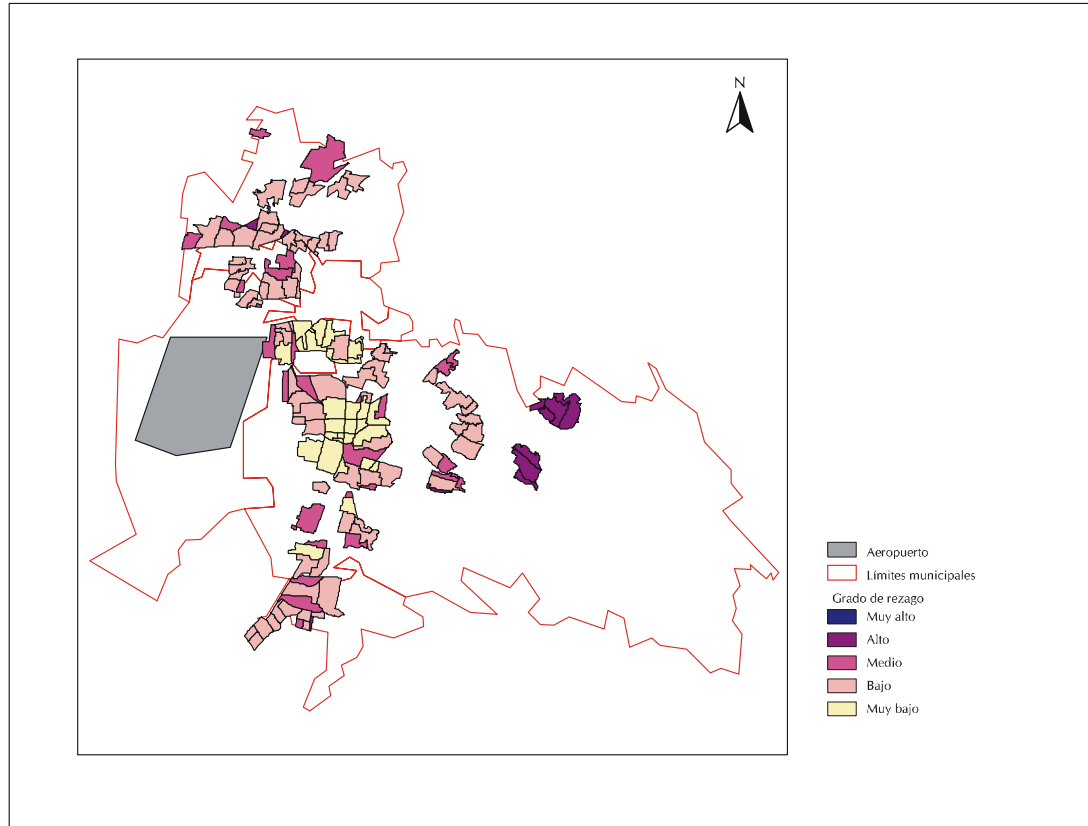 N
Aeropuerto
Límites municipales
Grado de rezago
Muy alto
Alto
Medio
Bajo
Muy bajo